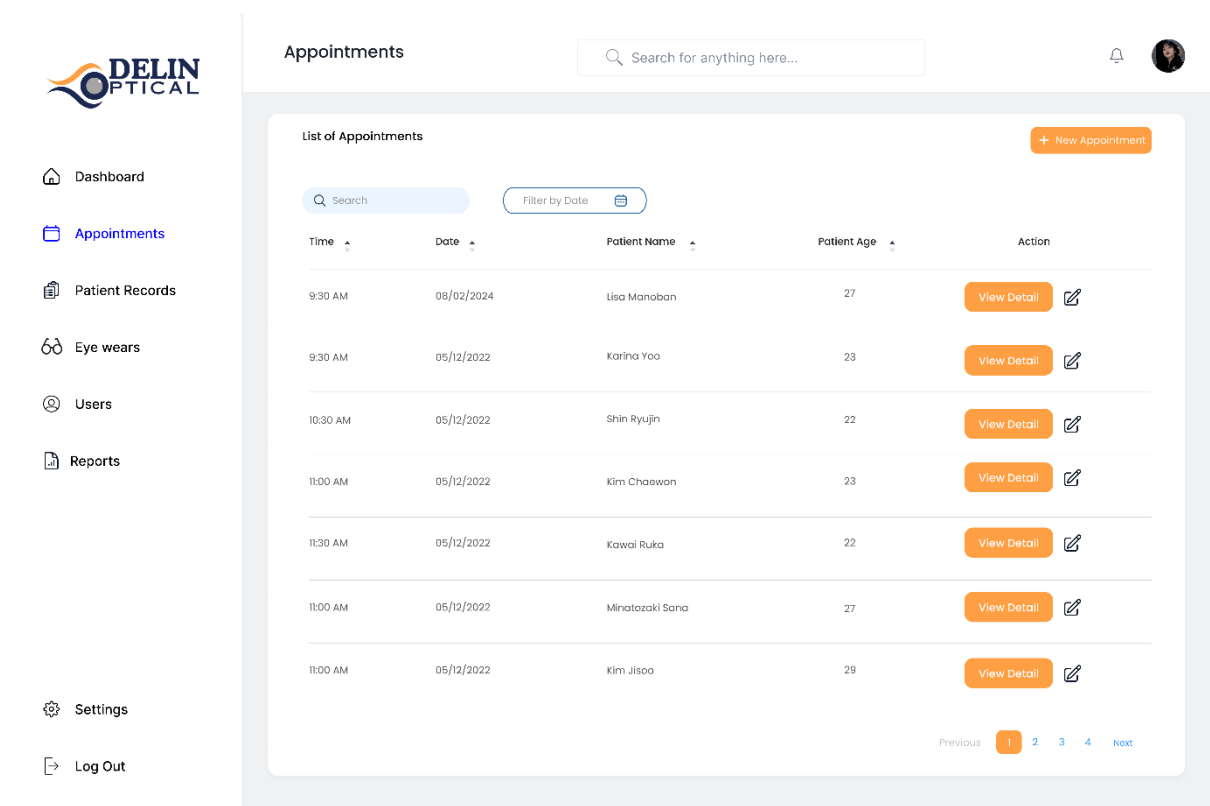 DELIN
OPTICAL
Appointments
Search for anything here...
List of Appointments
+ New Appointment
Dashboard
Appointments
Patient Records
Eye wears
Users
Reports
Settings
Log Out
Search
Filter by Date
Time Date Patient Name Patient Age Action
9:30 AM 08/02/2024 Lisa Manoban 27 View Detail
9:30 AM 05/12/2022 Karina Yoo 23 View Detail
10:30 AM 05/12/2022 Shin Ryujin 22 View Detail
11:00 AM 05/12/2022 Kim Chaewon 23 View Detail
11:30 AM 05/12/2022 Kawai Ruka 22 View Detail
11:00 AM 05/12/2022 Minatozaki Sana 27 View Detail
11:00 AM 05/12/2022 Kim Jisoo 29 View Detail
Previous 1 2 3 4 Next